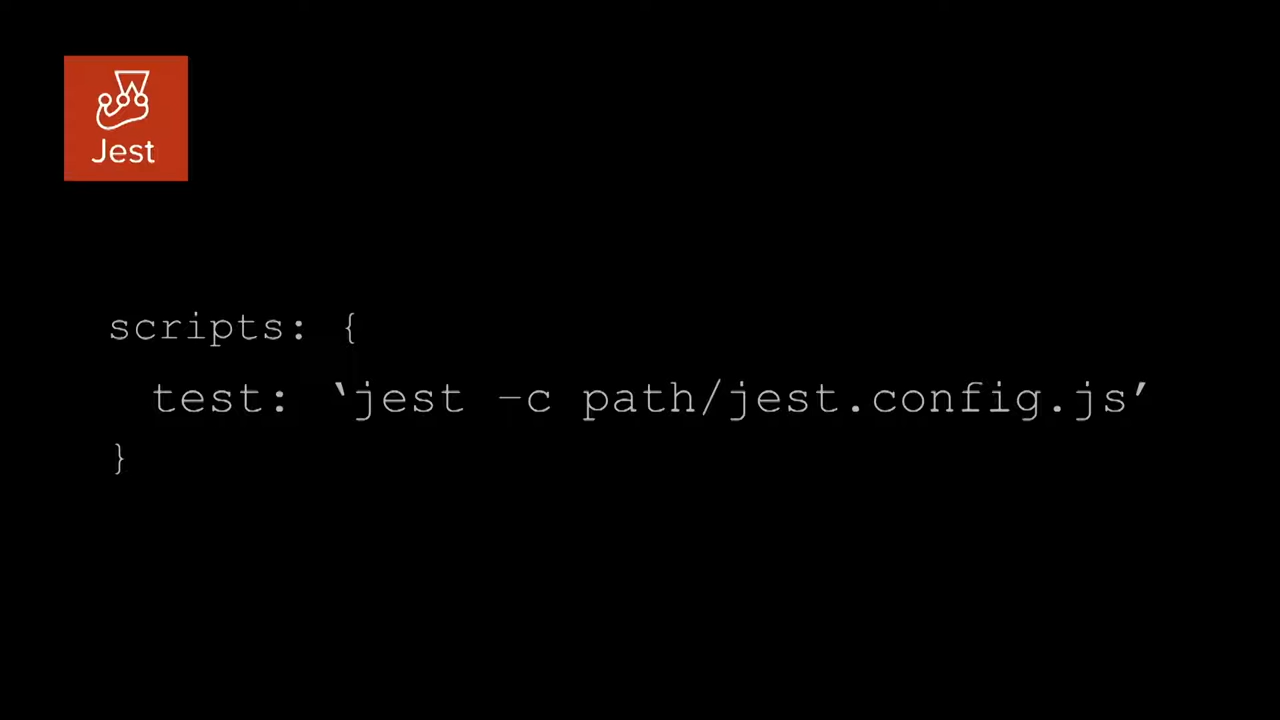 Jest
scripts: {
test: ‘jest –c path/jest.config.js’
}